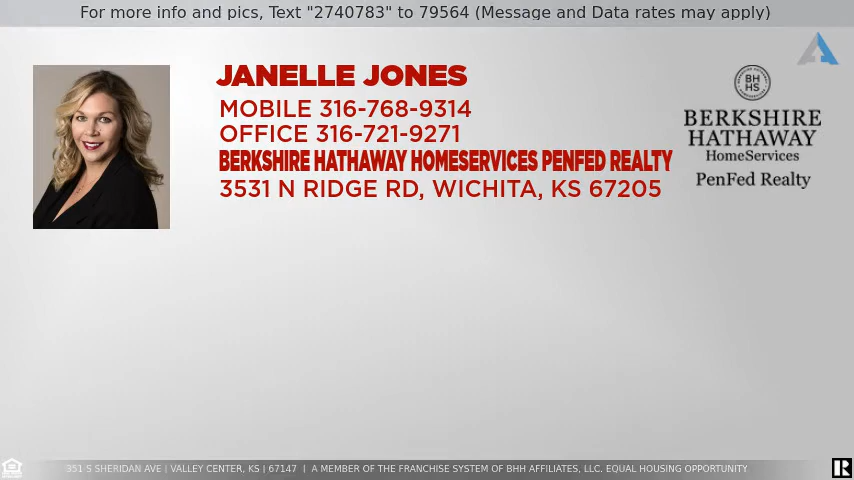 For more info and pics, Text "2740783" to 79564 (Message and Data rates may apply)
JANELLE JONES
MOBILE 316-768-9314
OFFICE 316-721-9271
BERKSHIRE HATHAWAY HOMESERVICES PENFED REALTY
3531 N RIDGE RD, WICHITA, KS 67205
BH
HS
BERKSHIRE
HATHAWAY
HomeServices
PenFed Realty
351 S SHERIDAN AVE | VALLEY CENTER, KS | 67147 | A MEMBER OF THE FRANCHISE SYSTEM OF BHH AFFILIATES, LLC. EQUAL HOUSING OPPORTUNITY